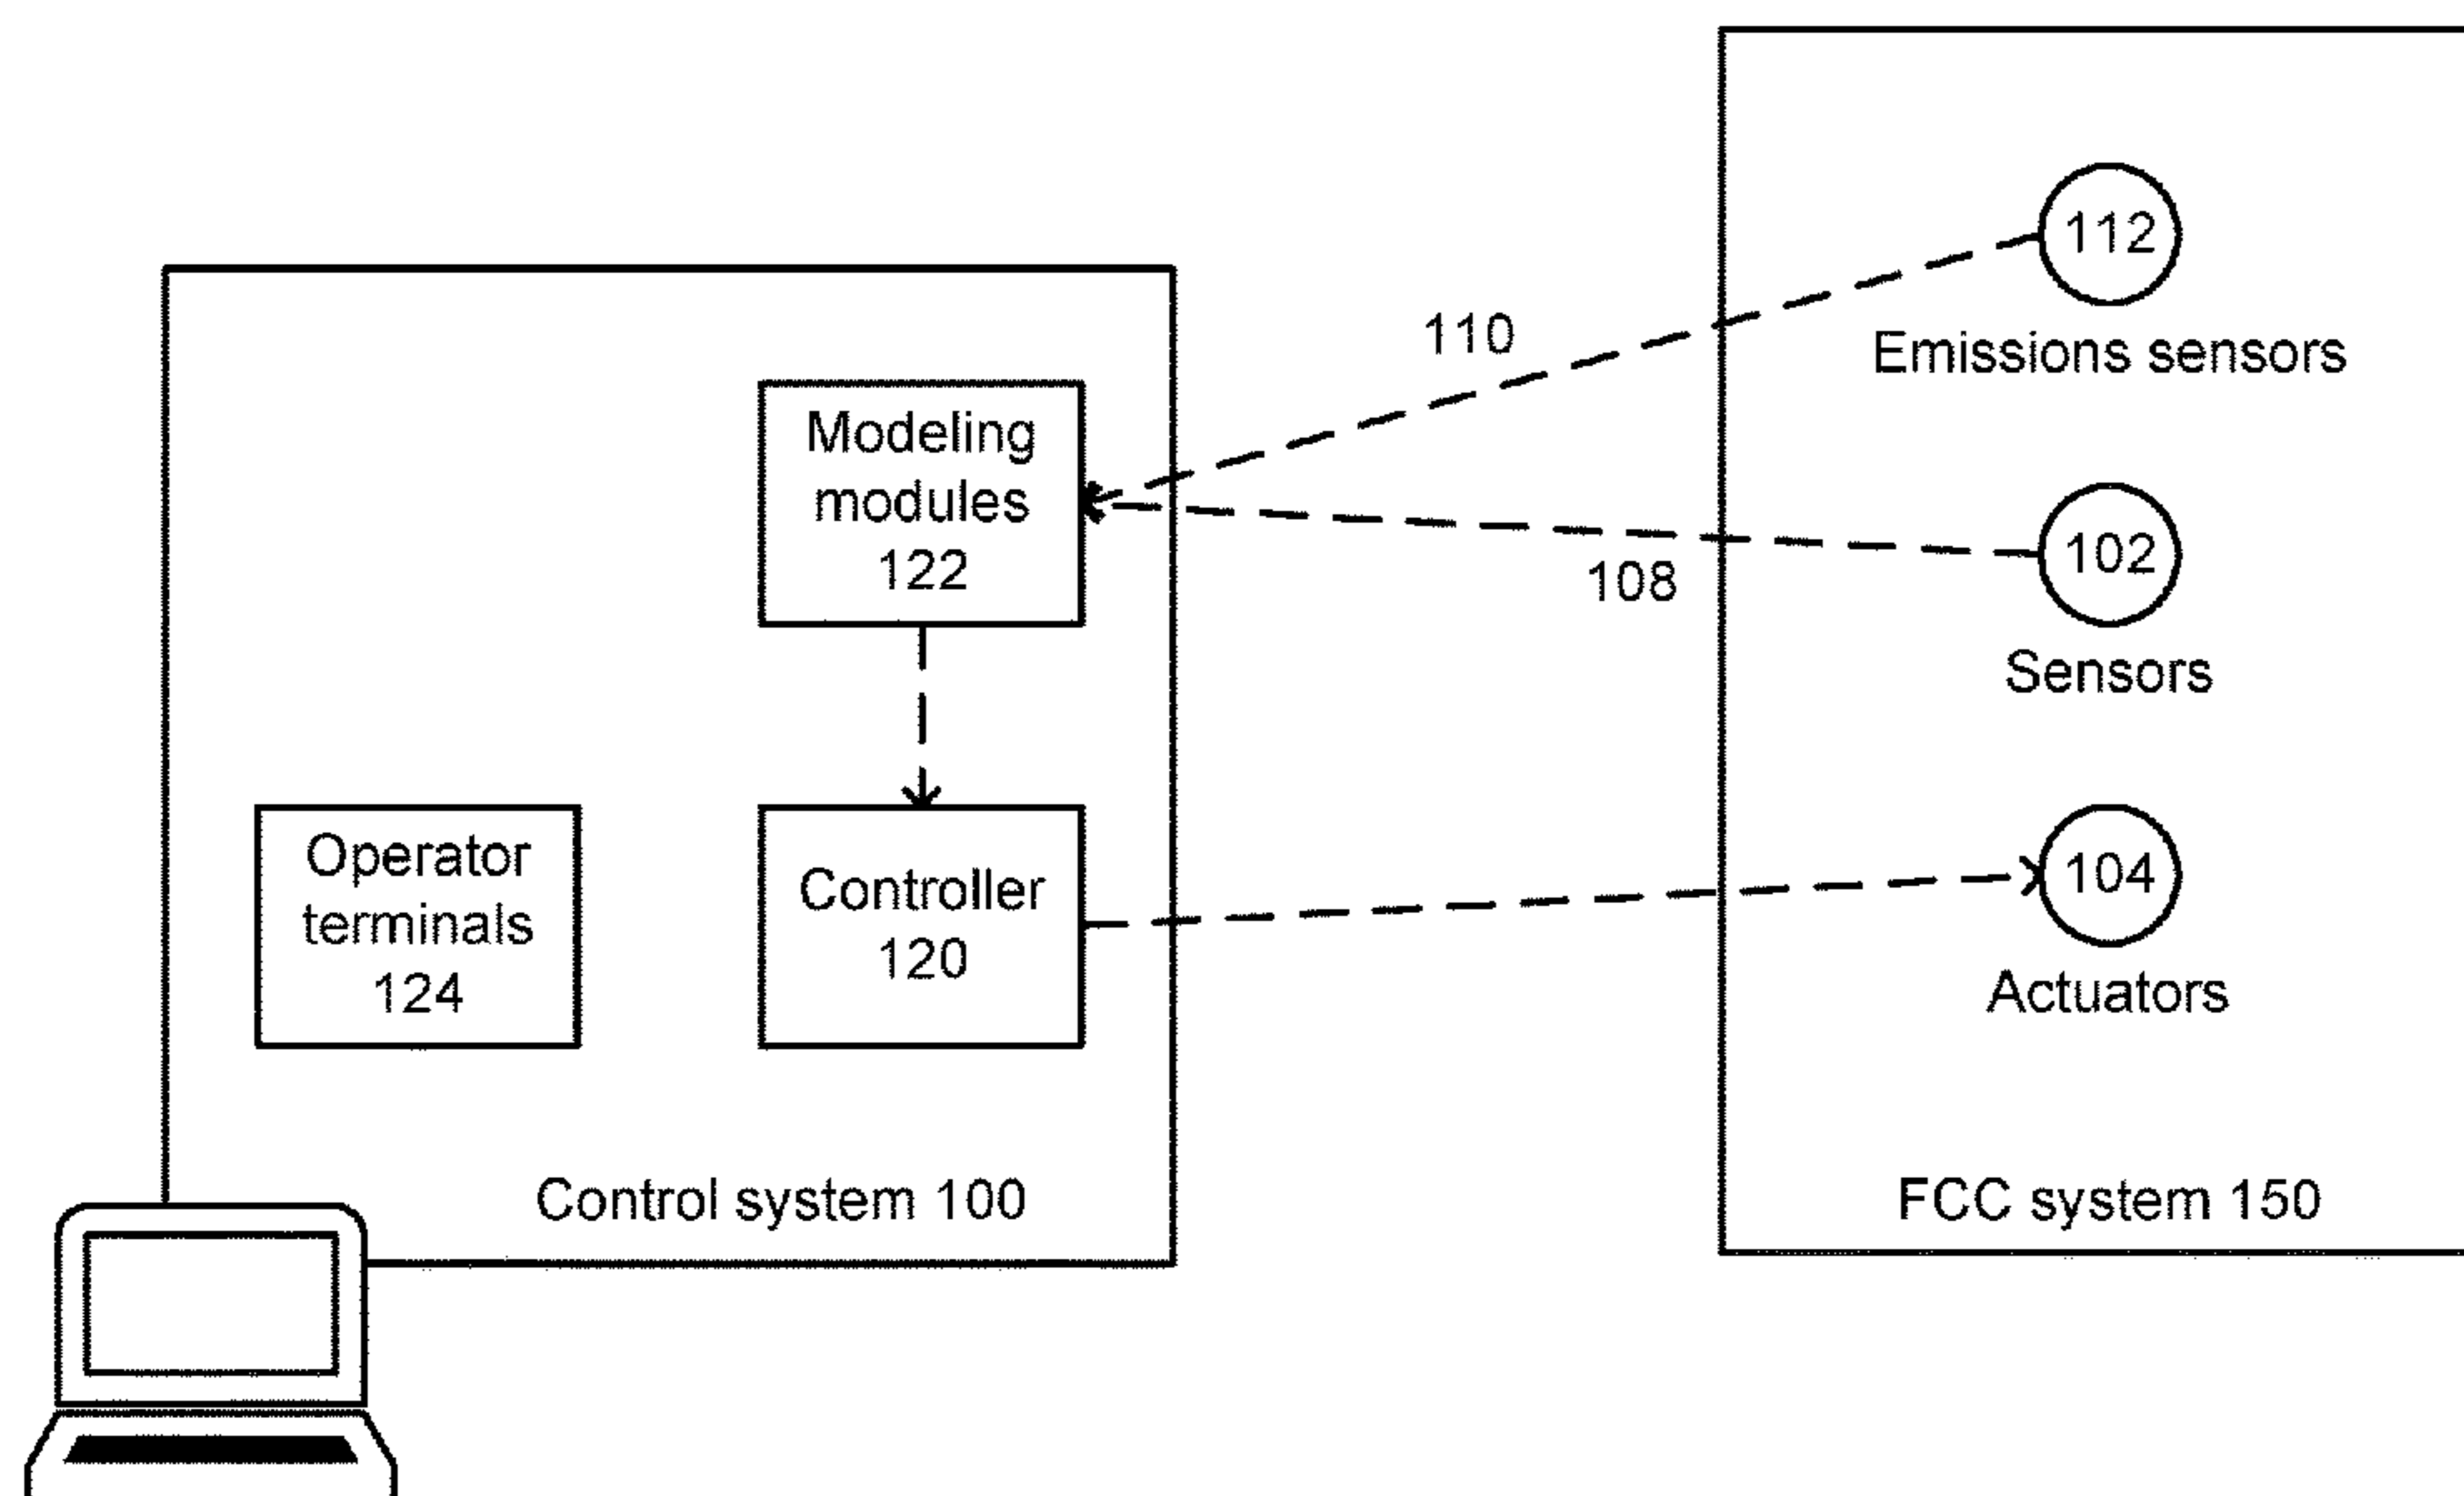 112
Emissions sensors
110
Modeling
modules
122
102
Sensors
108
Operator
terminals
124
Controller
120
104
Actuators
Control system 100
FCC system 150